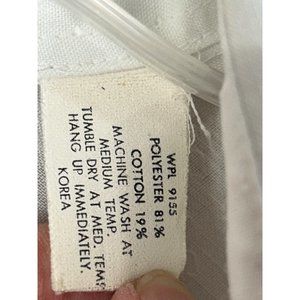 WPL 9155
POLYESTER 81%
COTTON 19%
MACHINE WASH AT
MEDIUM TEMP.
TUMBLE DRY AT MED. TEMP
HANG UP IMMEDIATELY.
KOREA